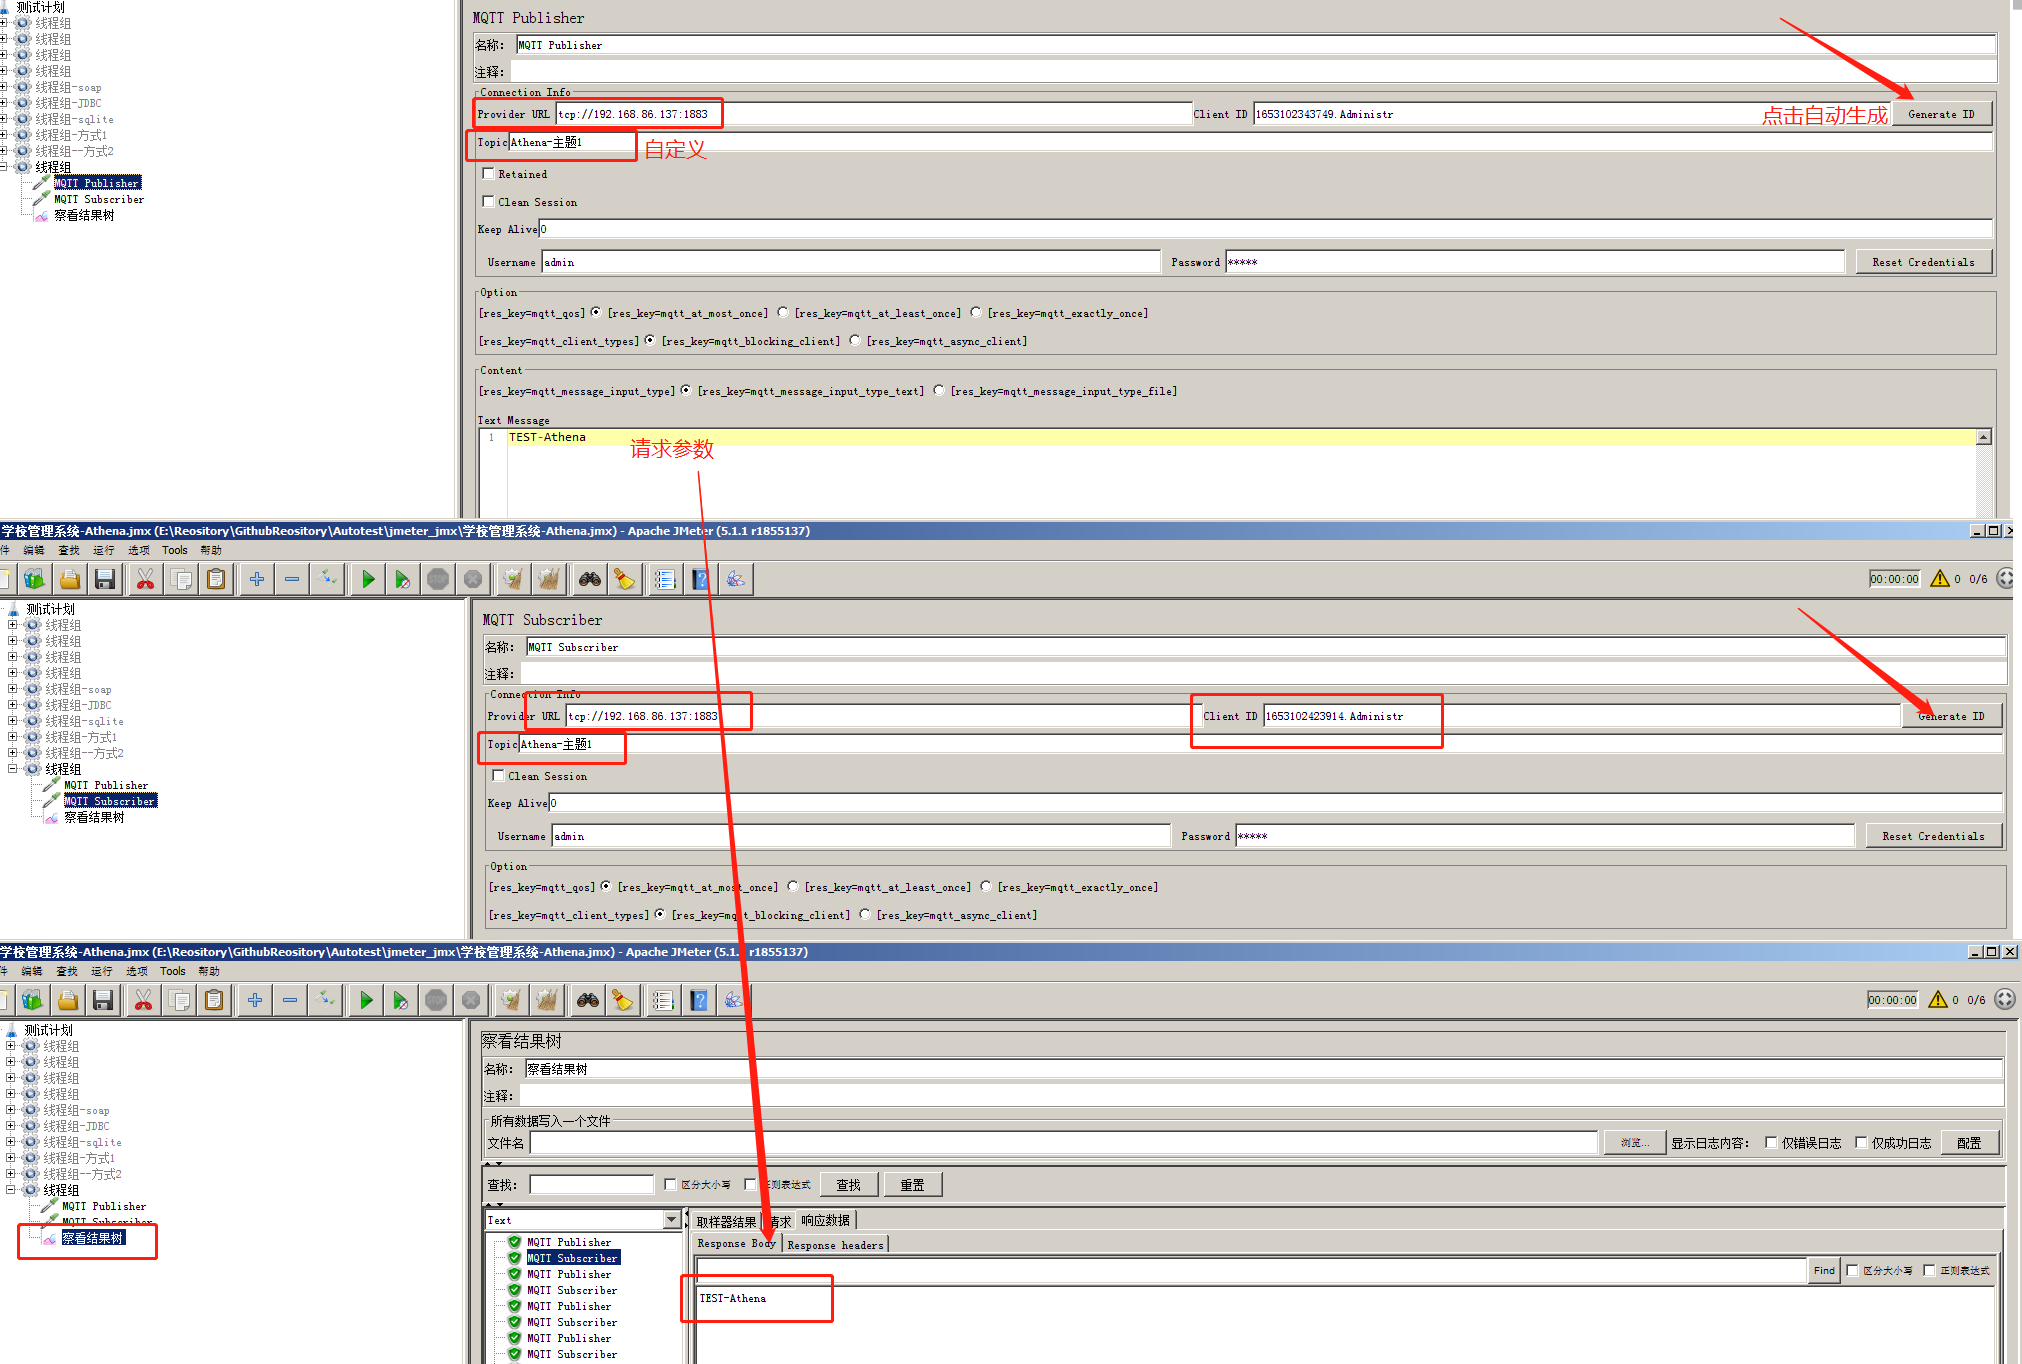 测试计划
线程组
线程组
线程组
线程组
线程组-soap
线程组-JDBC
线程组-sqlite
线程组-方式1
线程组--方式2
线程组
MQTT Publisher
MQTT Subscriber
察看结果树
MQTT Publisher
名称: MQTT Publisher
注释:
Connection Info
Provider URL tcp://192.168.86.137:1883 Client ID 1653102343749.Administr 点击自动生成 Generate ID
Topic Athena-主题1 自定义
Retained
Clean Session
Keep Alive 0
Username admin Password ***** Reset Credentials
Option
[res_key=mqtt_qos] [res_key=mqtt_at_most_once] [res_key=mqtt_at_least_once] [res_key=mqtt_exactly_once]
[res_key=mqtt_client_types] [res_key=mqtt_blocking_client] [res_key=mqtt_async_client]
Content
[res_key=mqtt_message_input_type] [res_key=mqtt_message_input_type_text] [res_key=mqtt_message_input_type_file]
Text Message
1 TEST-Athena
请求参数
学校管理系统-Athena.jmx (E:\Reository\GithubReository\Autotest\jmeter_jmx\学校管理系统-Athena.jmx) - Apache JMeter (5.1.1 r1855137)
件 编辑 查找 运行 选项 Tools 帮助
STOP 00:00:00 0 0/6
测试计划
线程组
线程组
线程组
线程组
线程组-soap
线程组-JDBC
线程组-sqlite
线程组-方式1
线程组--方式2
线程组
MQTT Publisher
MQTT Subscriber
察看结果树
MQTT Subscriber
名称: MQTT Subscriber
注释:
Connection Info
Provider URL tcp://192.168.86.137:1883 Client ID 1653102423914.Administr Generate ID
Topic Athena-主题1
Clean Session
Keep Alive 0
Username admin Password ***** Reset Credentials
Option
[res_key=mqtt_qos] [res_key=mqtt_at_most_once] [res_key=mqtt_at_least_once] [res_key=mqtt_exactly_once]
[res_key=mqtt_client_types] [res_key=mqtt_blocking_client] [res_key=mqtt_async_client]
学校管理系统-Athena.jmx (E:\Reository\GithubReository\Autotest\jmeter_jmx\学校管理系统-Athena.jmx) - Apache JMeter (5.1.1 r1855137)
件 编辑 查找 运行 选项 Tools 帮助
STOP 00:00:00 0 0/6
测试计划
线程组
线程组
线程组
线程组
线程组-soap
线程组-JDBC
线程组-sqlite
线程组-方式1
线程组--方式2
线程组
MQTT Publisher
MQTT Subscriber
察看结果树
察看结果树
名称: 察看结果树
注释:
所有数据写入一个文件
文件名 浏览... 显示日志内容: 仅错误日志 仅成功日志 配置
查找: 区分大小写 正则表达式 查找 重置
Text
取样器结果 请求 响应数据
MQTT Publisher
MQTT Subscriber
MQTT Publisher
MQTT Subscriber
MQTT Publisher
MQTT Subscriber
MQTT Publisher
MQTT Subscriber
Response Body Response headers
Find 区分大小写 正则表达式
TEST-Athena